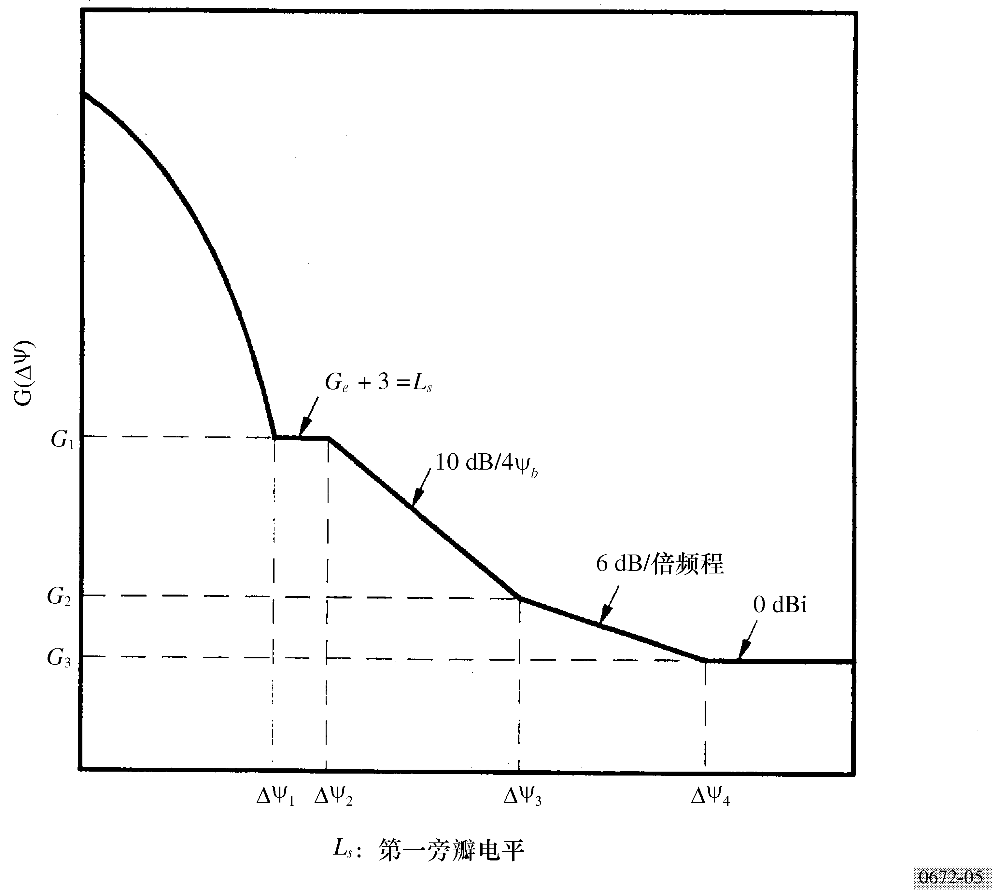 G(ΔΨ)
Gₑ + 3 =Lₛ
G₁
10 dB/4ψ_b
6 dB/倍频程
G₂
0 dBi
G₃
Δψ₁ Δψ₂ Δψ₃ Δψ₄
Lₛ: 第一旁瓣电平
0672-05